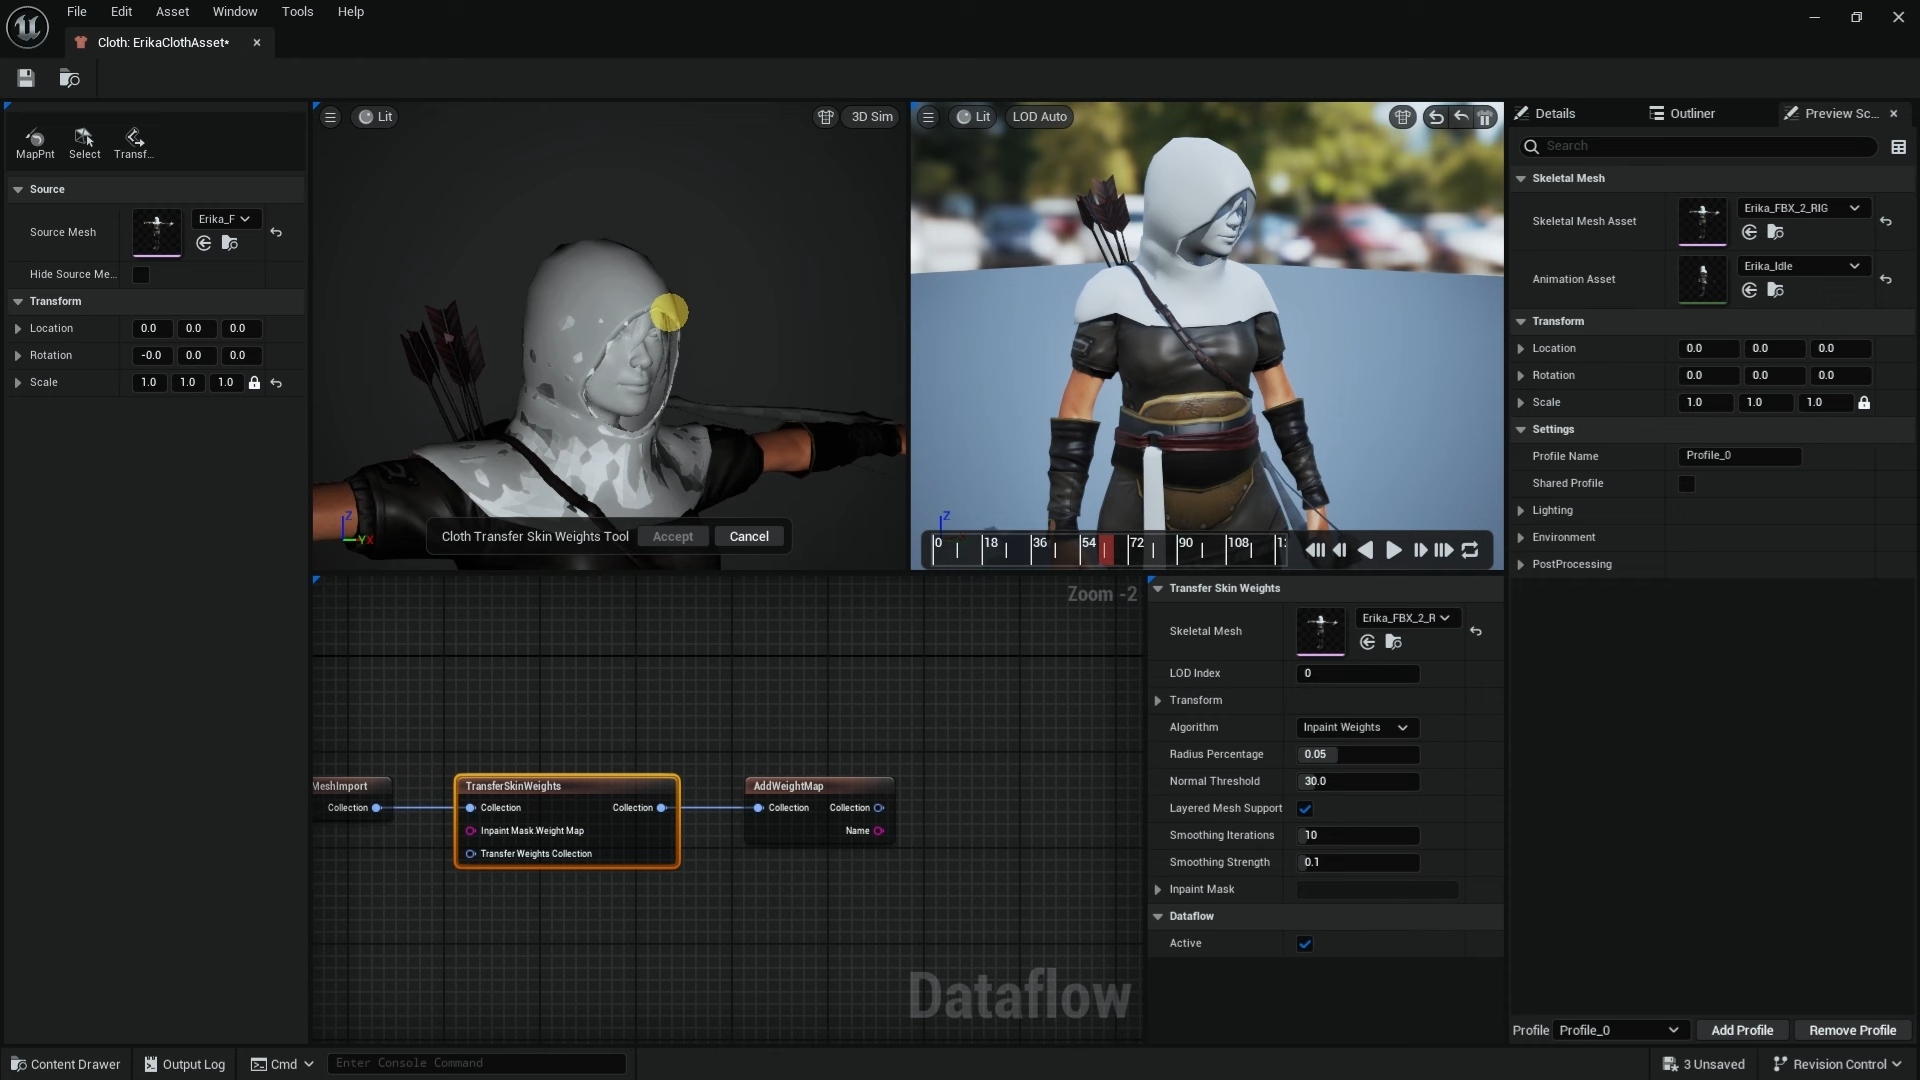 File Edit Asset Window Tools Help
Cloth: ErikaClothAsset*
MapPnt Select Transf...
Source
Source Mesh Erika_F
Hide Source Me...
Transform
Location 0.0 0.0 0.0
Rotation -0.0 0.0 0.0
Scale 1.0 1.0 1.0
Lit 3D Sim
Z
Y X
Cloth Transfer Skin Weights Tool Accept Cancel
Lit LOD Auto
Z
0 18 36 54 72 90 108
Zoom -2
MeshImport
Collection
TransferSkinWeights
Collection Collection
Inpaint Mask.Weight Map
Transfer Weights Collection
AddWeightMap
Collection Collection
Name
Dataflow
Transfer Skin Weights
Skeletal Mesh Erika_FBX_2_R
LOD Index 0
Transform
Algorithm Inpaint Weights
Radius Percentage 0.05
Normal Threshold 30.0
Layered Mesh Support
Smoothing Iterations 10
Smoothing Strength 0.1
Inpaint Mask
Dataflow
Active
Details Outliner Preview Sc...
Search
Skeletal Mesh
Skeletal Mesh Asset Erika_FBX_2_RIG
Animation Asset Erika_Idle
Transform
Location 0.0 0.0 0.0
Rotation 0.0 0.0 0.0
Scale 1.0 1.0 1.0
Settings
Profile Name Profile_0
Shared Profile
Lighting
Environment
PostProcessing
Profile Profile_0 Add Profile Remove Profile
Content Drawer Output Log Cmd Enter Console Command 3 Unsaved Revision Control